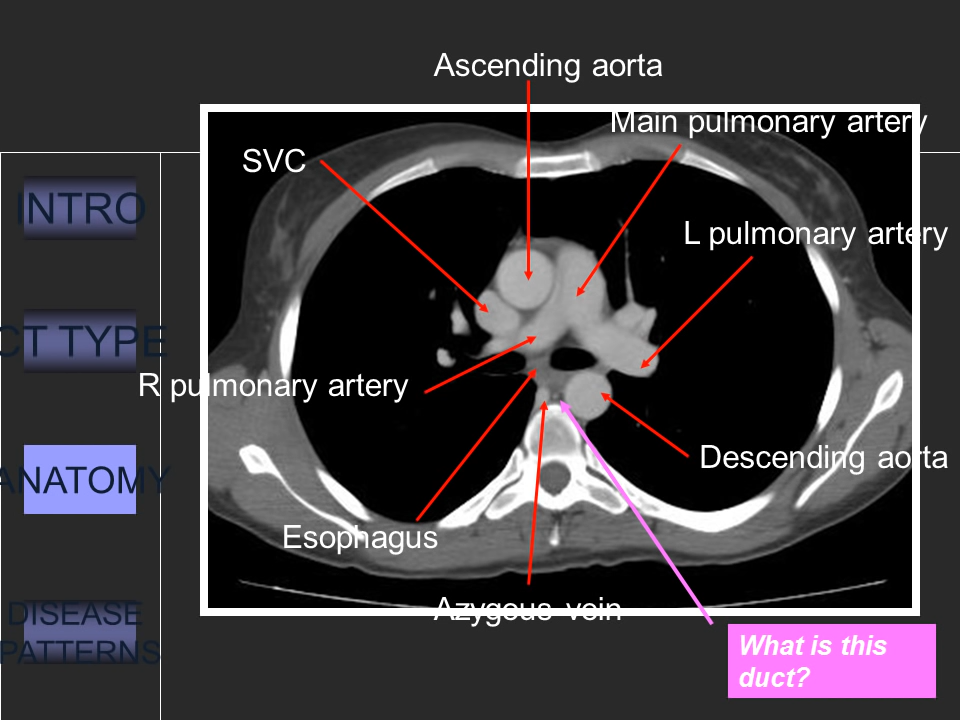 Ascending aorta
Main pulmonary artery
SVC
INTRO
L pulmonary artery
CT TYPE
R pulmonary artery
Descending aorta
ANATOMY
Esophagus
Azygous vein
DISEASE
PATTERNS
What is this
duct?